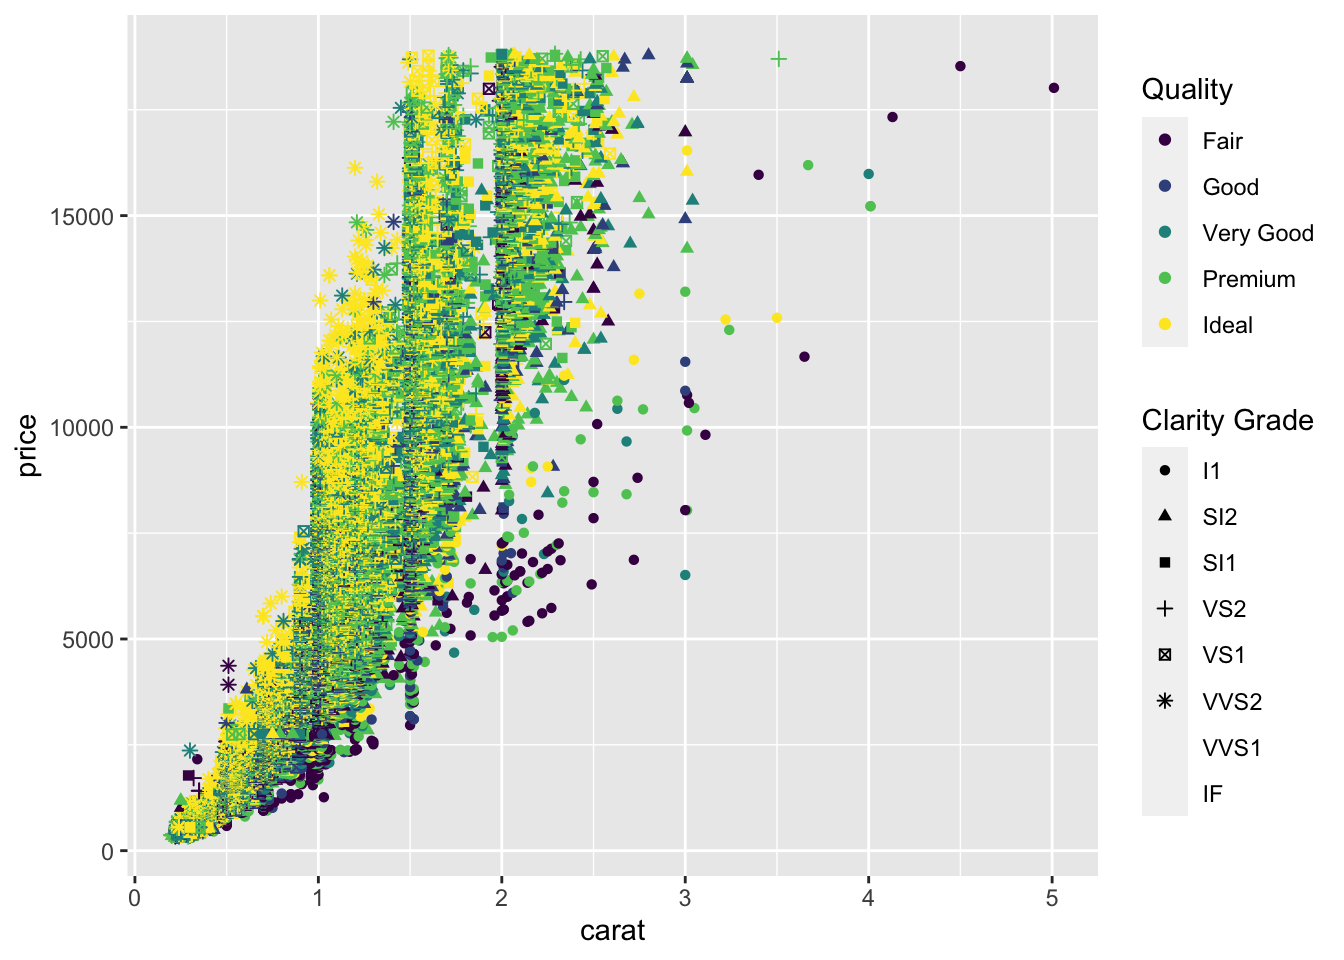 Quality
Fair
Good
Very Good
Premium
Ideal
Clarity Grade
I1
SI2
SI1
VS2
VS1
VVS2
VVS1
IF
price
15000
10000
5000
0
0 1 2 3 4 5
carat